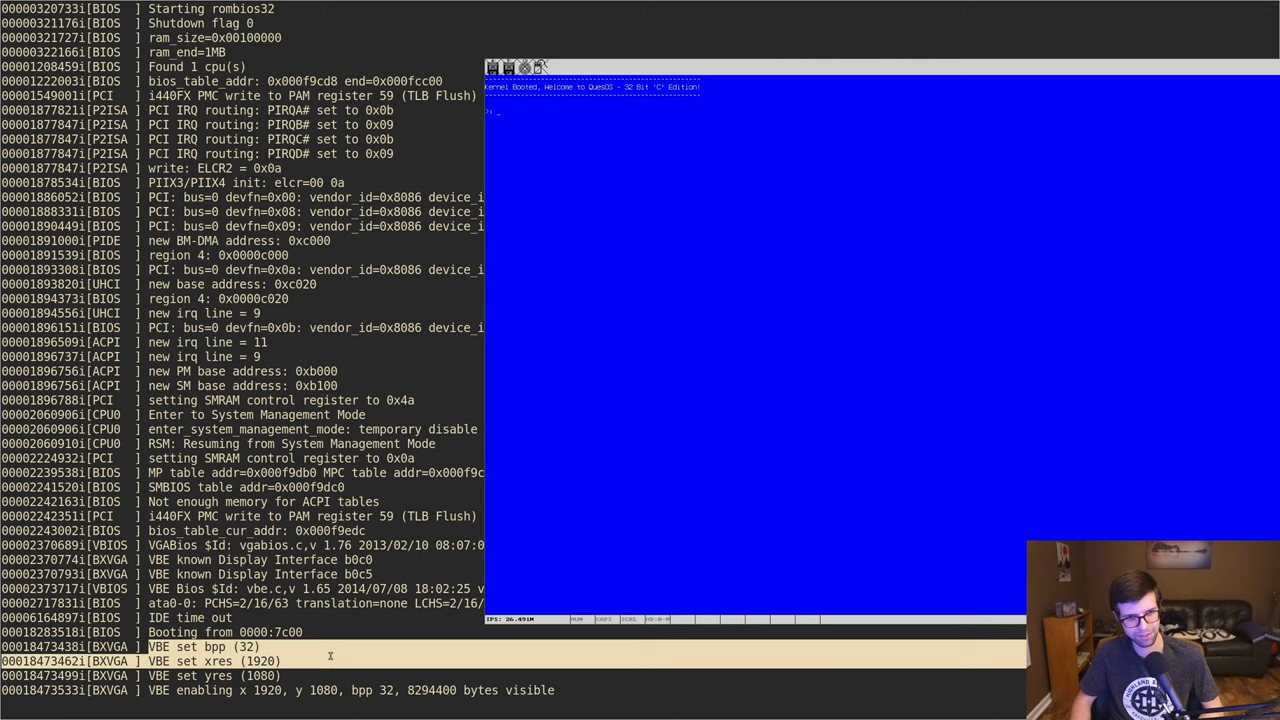 00000320733i[BIOS  ] Starting rombios32
00000321176i[BIOS  ] Shutdown flag 0
00000321727i[BIOS  ] ram_size=0x00100000
00000322166i[BIOS  ] ram_end=1MB
00001208459i[BIOS  ] Found 1 cpu(s)
00001222003i[BIOS  ] bios_table_addr: 0x000f9cd8 end=0x000fcc00
00001549001i[PCI   ] i440FX PMC write to PAM register 59 (TLB Flush)
00001877821i[P2ISA ] PCI IRQ routing: PIRQA# set to 0x0b
00001877847i[P2ISA ] PCI IRQ routing: PIRQB# set to 0x09
00001877847i[P2ISA ] PCI IRQ routing: PIRQC# set to 0x0b
00001877847i[P2ISA ] PCI IRQ routing: PIRQD# set to 0x09
00001877847i[P2ISA ] write: ELCR2 = 0x0a
00001878534i[BIOS  ] PIIX3/PIIX4 init: elcr=00 0a
00001886052i[BIOS  ] PCI: bus=0 devfn=0x00: vendor_id=0x8086 device_i
00001888331i[BIOS  ] PCI: bus=0 devfn=0x08: vendor_id=0x8086 device_i
00001890449i[BIOS  ] PCI: bus=0 devfn=0x09: vendor_id=0x8086 device_i
00001891000i[PIDE  ] new BM-DMA address: 0xc000
00001891539i[BIOS  ] region 4: 0x0000c000
00001893308i[BIOS  ] PCI: bus=0 devfn=0x0a: vendor_id=0x8086 device_i
00001893820i[UHCI  ] new base address: 0xc020
00001894373i[BIOS  ] region 4: 0x0000c020
00001894556i[UHCI  ] new irq line = 9
00001896151i[BIOS  ] PCI: bus=0 devfn=0x0b: vendor_id=0x8086 device_i
00001896509i[ACPI  ] new irq line = 11
00001896737i[ACPI  ] new irq line = 9
00001896756i[ACPI  ] new PM base address: 0xb000
00001896756i[ACPI  ] new SM base address: 0xb100
00001896788i[PCI   ] setting SMRAM control register to 0x4a
00002060906i[CPU0  ] Enter to System Management Mode
00002060906i[CPU0  ] enter_system_management_mode: temporary disable
00002060910i[CPU0  ] RSM: Resuming from System Management Mode
00002224932i[PCI   ] setting SMRAM control register to 0x0a
00002239538i[BIOS  ] MP table addr=0x000f9db0 MPC table addr=0x000f9c
00002241520i[BIOS  ] SMBIOS table addr=0x000f9dc0
00002242163i[BIOS  ] Not enough memory for ACPI tables
00002242351i[PCI   ] i440FX PMC write to PAM register 59 (TLB Flush)
00002243002i[BIOS  ] bios_table_cur_addr: 0x000f9edc
00002370689i[VBIOS ] VGABios $Id: vgabios.c,v 1.76 2013/02/10 08:07:0
00002370774i[BXVGA ] VBE known Display Interface b0c0
00002370793i[BXVGA ] VBE known Display Interface b0c5
00002373717i[VBIOS ] VBE Bios $Id: vbe.c,v 1.65 2014/07/08 18:02:25 v
00002717831i[BIOS  ] ata0-0: PCHS=2/16/63 translation=none LCHS=2/16/
00006164897i[BIOS  ] IDE time out
00018283518i[BIOS  ] Booting from 0000:7c00
00018473438i[BXVGA ] VBE set bpp (32)
00018473462i[BXVGA ] VBE set xres (1920)
00018473499i[BXVGA ] VBE set yres (1080)
00018473533i[BXVGA ] VBE enabling x 1920, y 1080, bpp 32, 8294400 bytes visible
------------------------------------------------------
Kernel Booted, Welcome to QuesOS - 32 Bit 'C' Edition!
------------------------------------------------------
>: _
IPS: 26.491M NUM CAPS SCRL HD:0-M